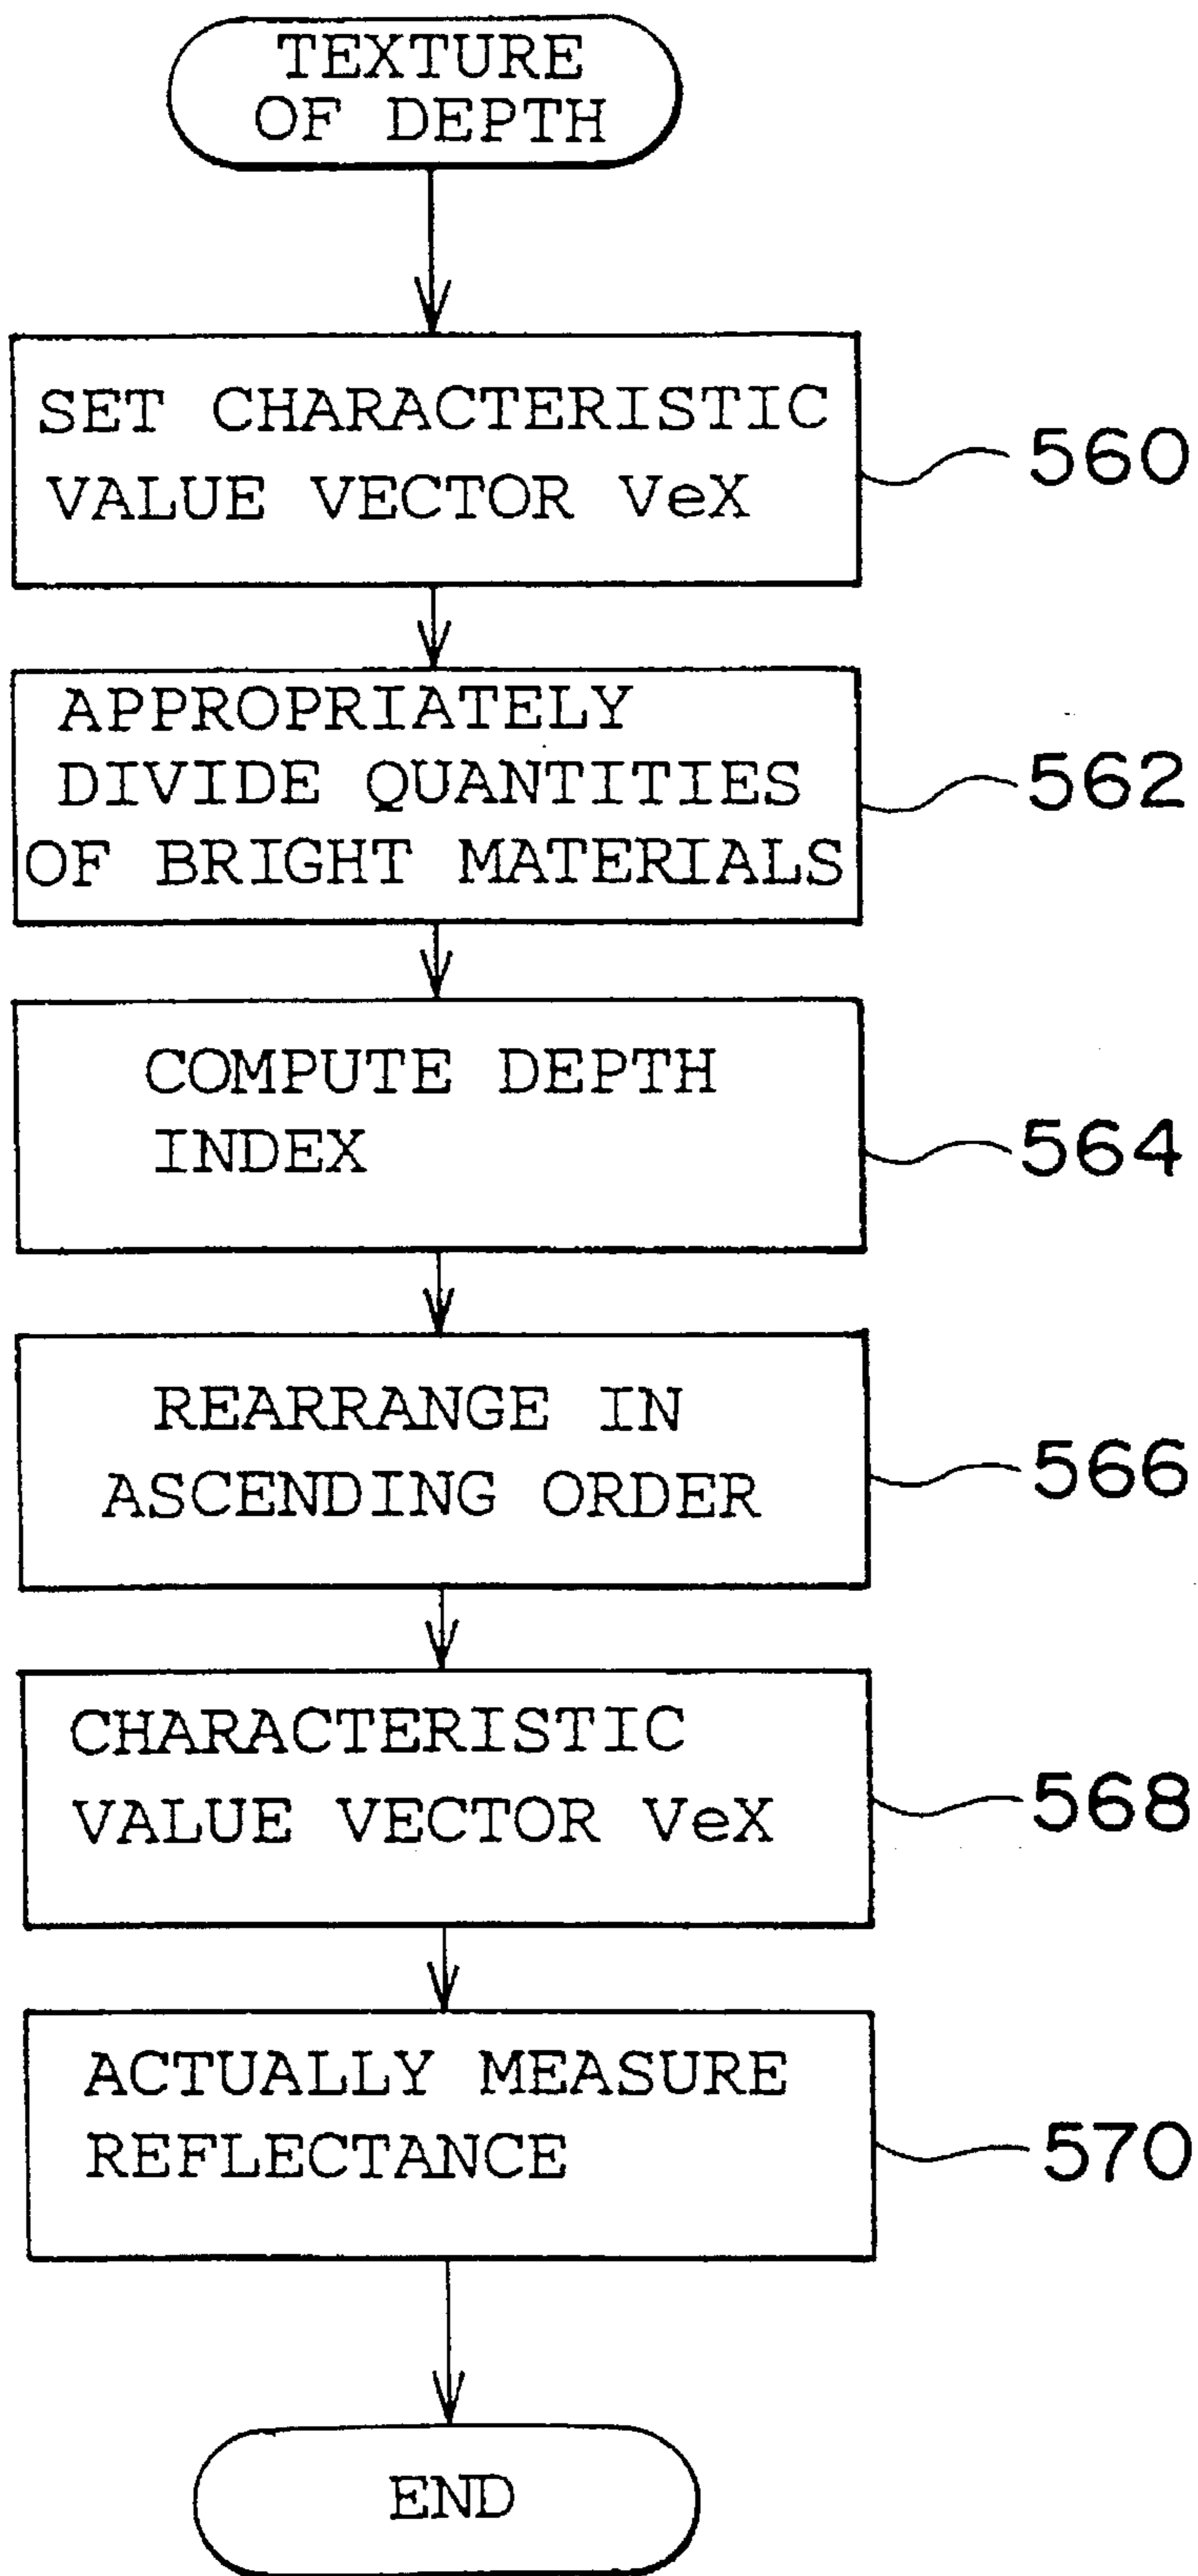 TEXTURE
OF DEPTH
SET CHARACTERISTIC
VALUE VECTOR VeX
560
APPROPRIATELY
DIVIDE QUANTITIES
OF BRIGHT MATERIALS
562
COMPUTE DEPTH
INDEX
564
REARRANGE IN
ASCENDING ORDER
566
CHARACTERISTIC
VALUE VECTOR VeX
568
ACTUALLY MEASURE
REFLECTANCE
570
END